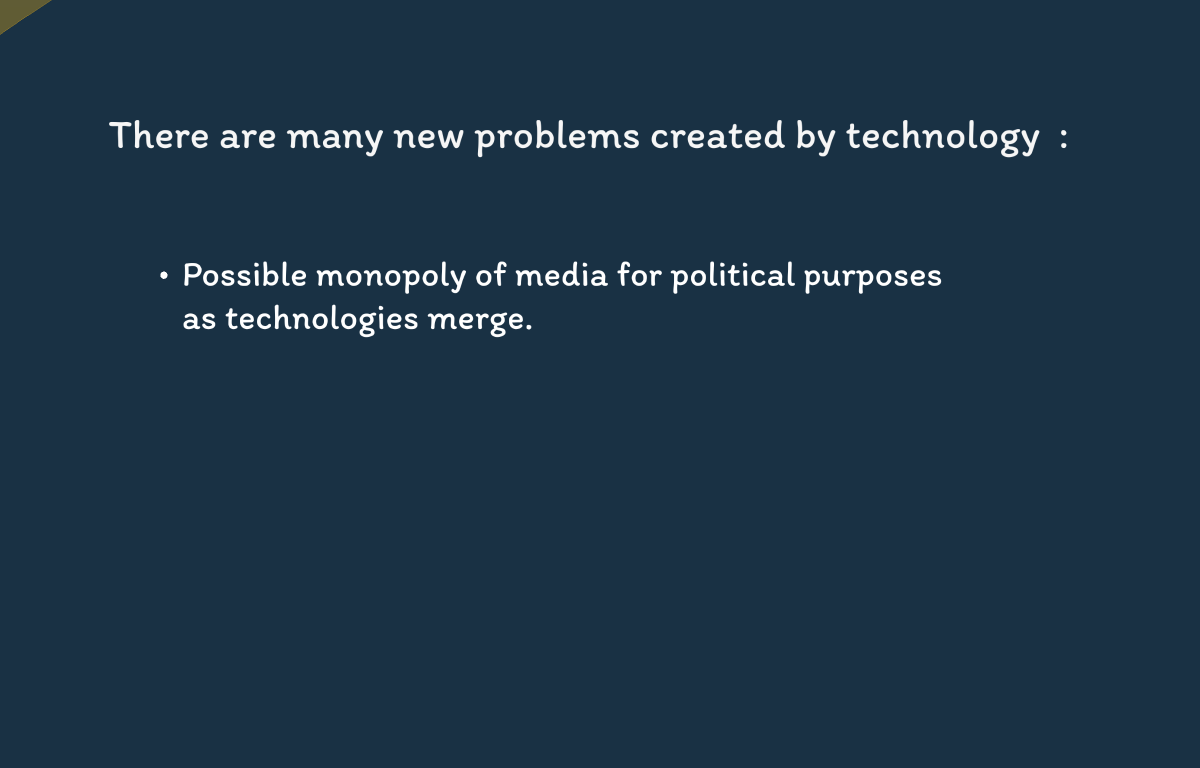 There are many new problems created by technology  :
• Possible monopoly of media for political purposes
as technologies merge.